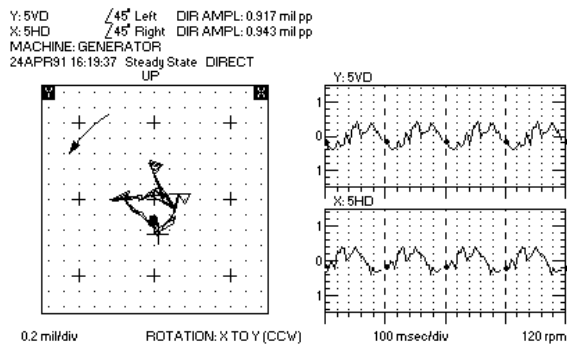 Y: 5VD ∠45° Left DIR AMPL: 0.917 mil pp
X: 5HD ∠45° Right DIR AMPL: 0.943 mil pp
MACHINE: GENERATOR
24APR91 16:19:37 Steady State DIRECT
UP
Y X
Y: 5VD
1
0
1
X: 5HD
1
0
1
0.2 mil/div ROTATION: X TO Y (CCW) 100 msec/div 120 rpm